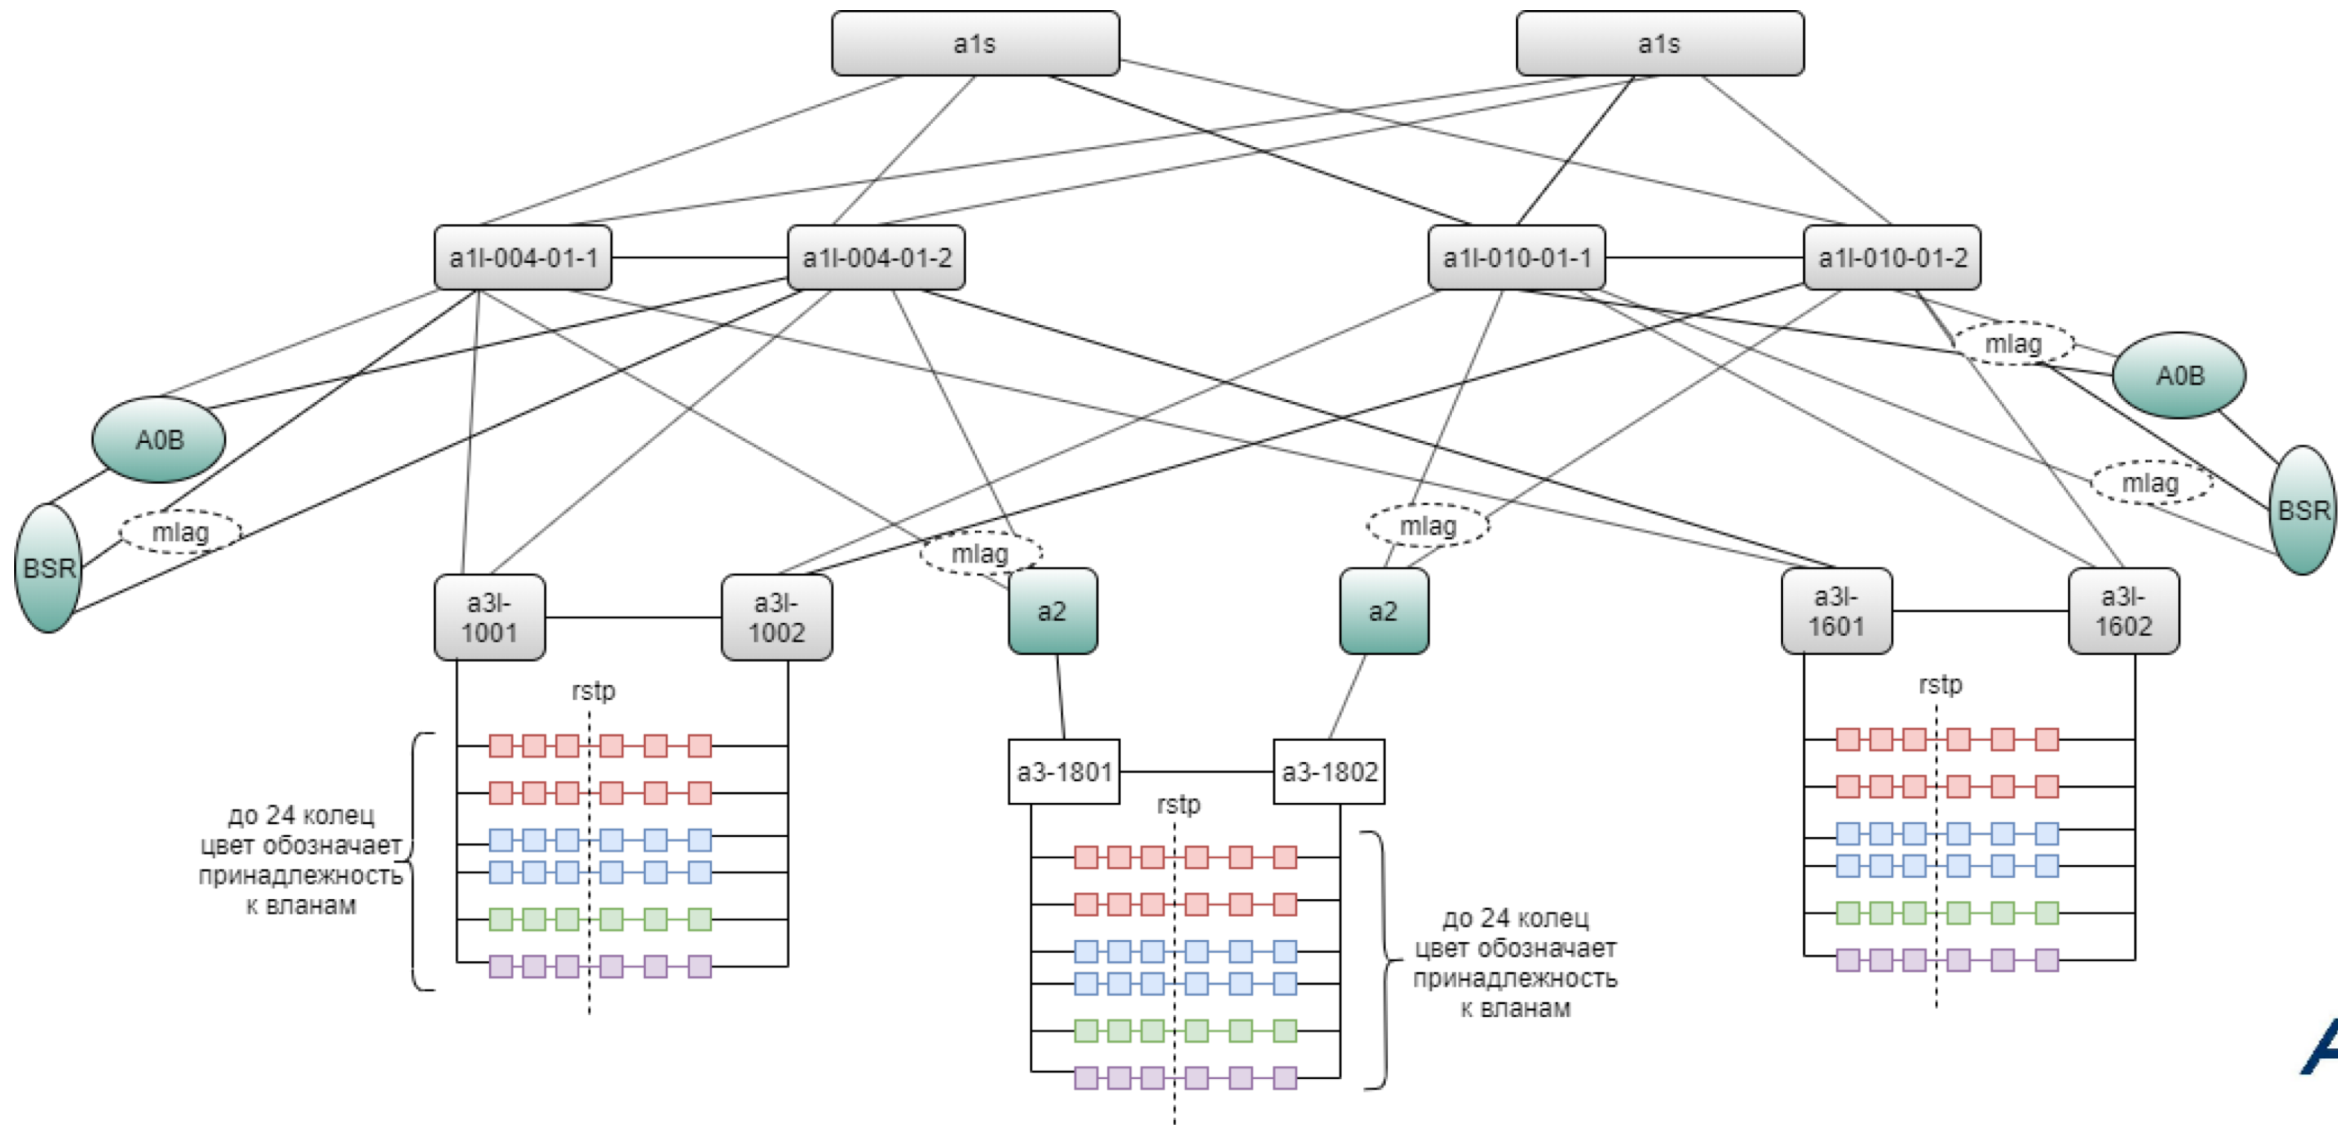 a1s
a1s
a1l-004-01-1
a1l-004-01-2
a1l-010-01-1
a1l-010-01-2
mlag
A0B
A0B
mlag
BSR
mlag
mlag
mlag
BSR
a3l-
1001
a3l-
1002
a2
a2
a3l-
1601
a3l-
1602
rstp
rstp
a3-1801
a3-1802
rstp
до 24 колец
цвет обозначает
принадлежность
к вланам
до 24 колец
цвет обозначает
принадлежность
к вланам